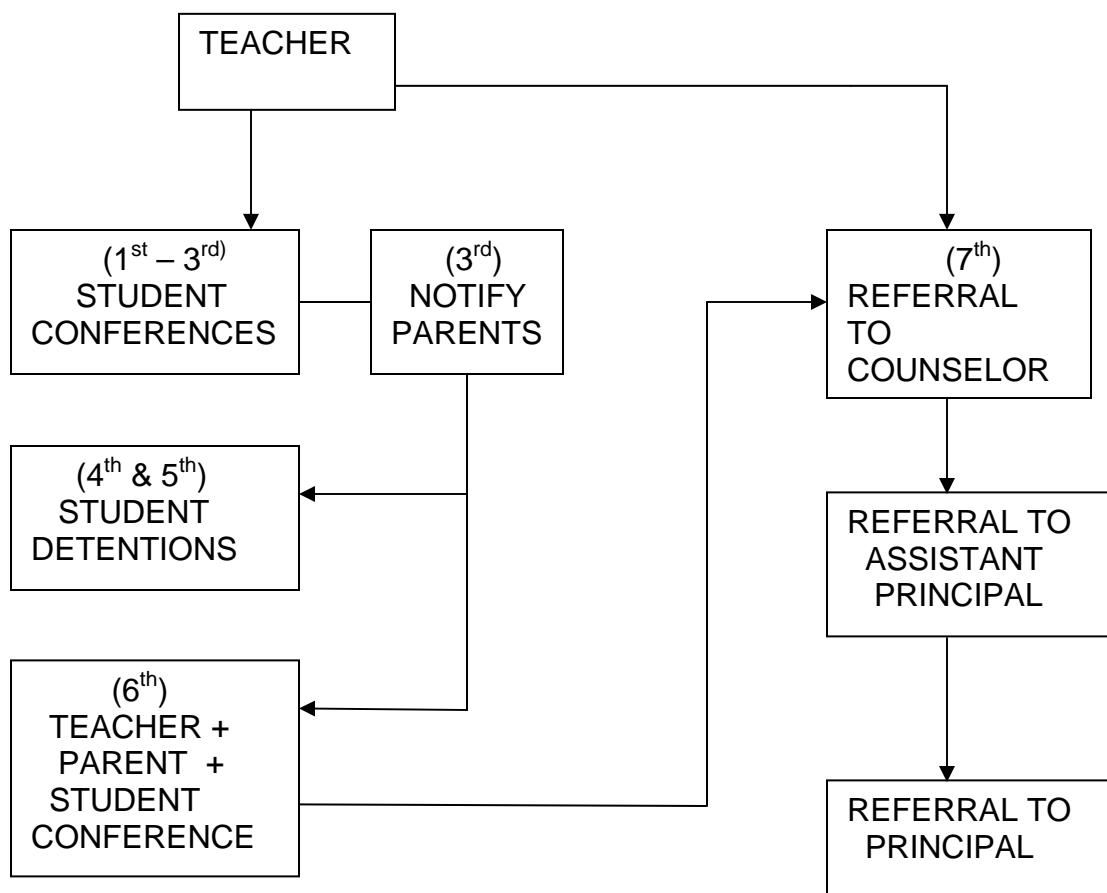 TEACHER
(1st – 3rd)
STUDENT
CONFERENCES
(3rd)
NOTIFY
PARENTS
(7th)
REFERRAL
TO
COUNSELOR
(4th & 5th)
STUDENT
DETENTIONS
REFERRAL TO
ASSISTANT
PRINCIPAL
(6th)
TEACHER +
PARENT +
STUDENT
CONFERENCE
REFERRAL TO
PRINCIPAL